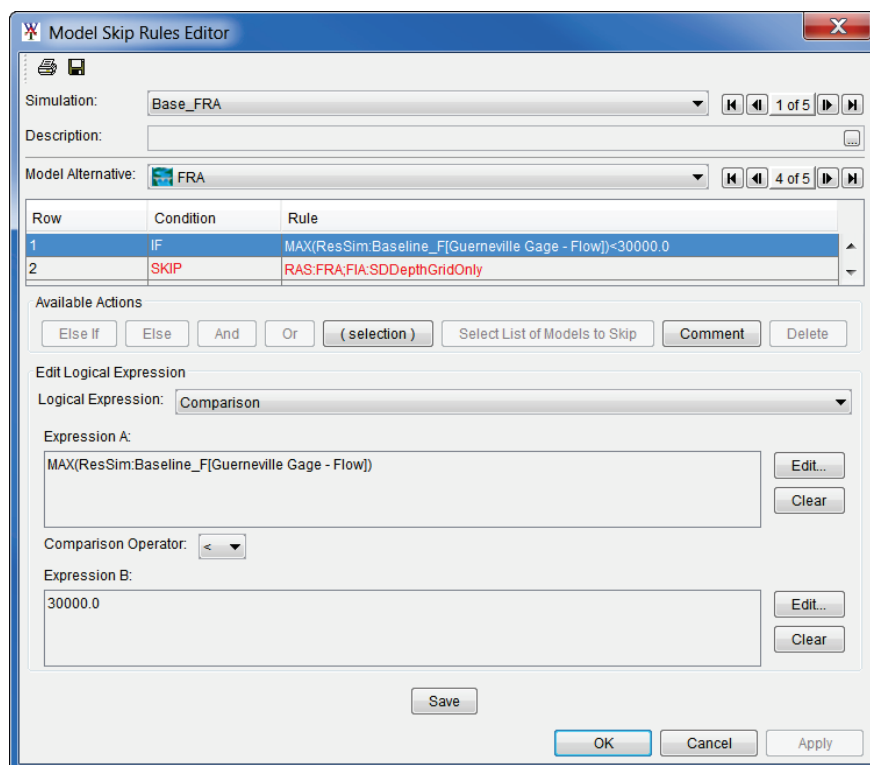 Model Skip Rules Editor
Simulation: Base_FRA 1 of 5
Description: ...
Model Alternative: FRA 4 of 5
Row Condition Rule
1 IF MAX(ResSim:Baseline_F[Guerneville Gage - Flow])<30000.0
2 SKIP RAS:FRA;FIA:SDDepthGridOnly
Available Actions
Else If Else And Or ( selection ) Select List of Models to Skip Comment Delete
Edit Logical Expression
Logical Expression: Comparison
Expression A:
MAX(ResSim:Baseline_F[Guerneville Gage - Flow])
Edit...
Clear
Comparison Operator: <
Expression B:
30000.0
Edit...
Clear
Save
OK Cancel Apply